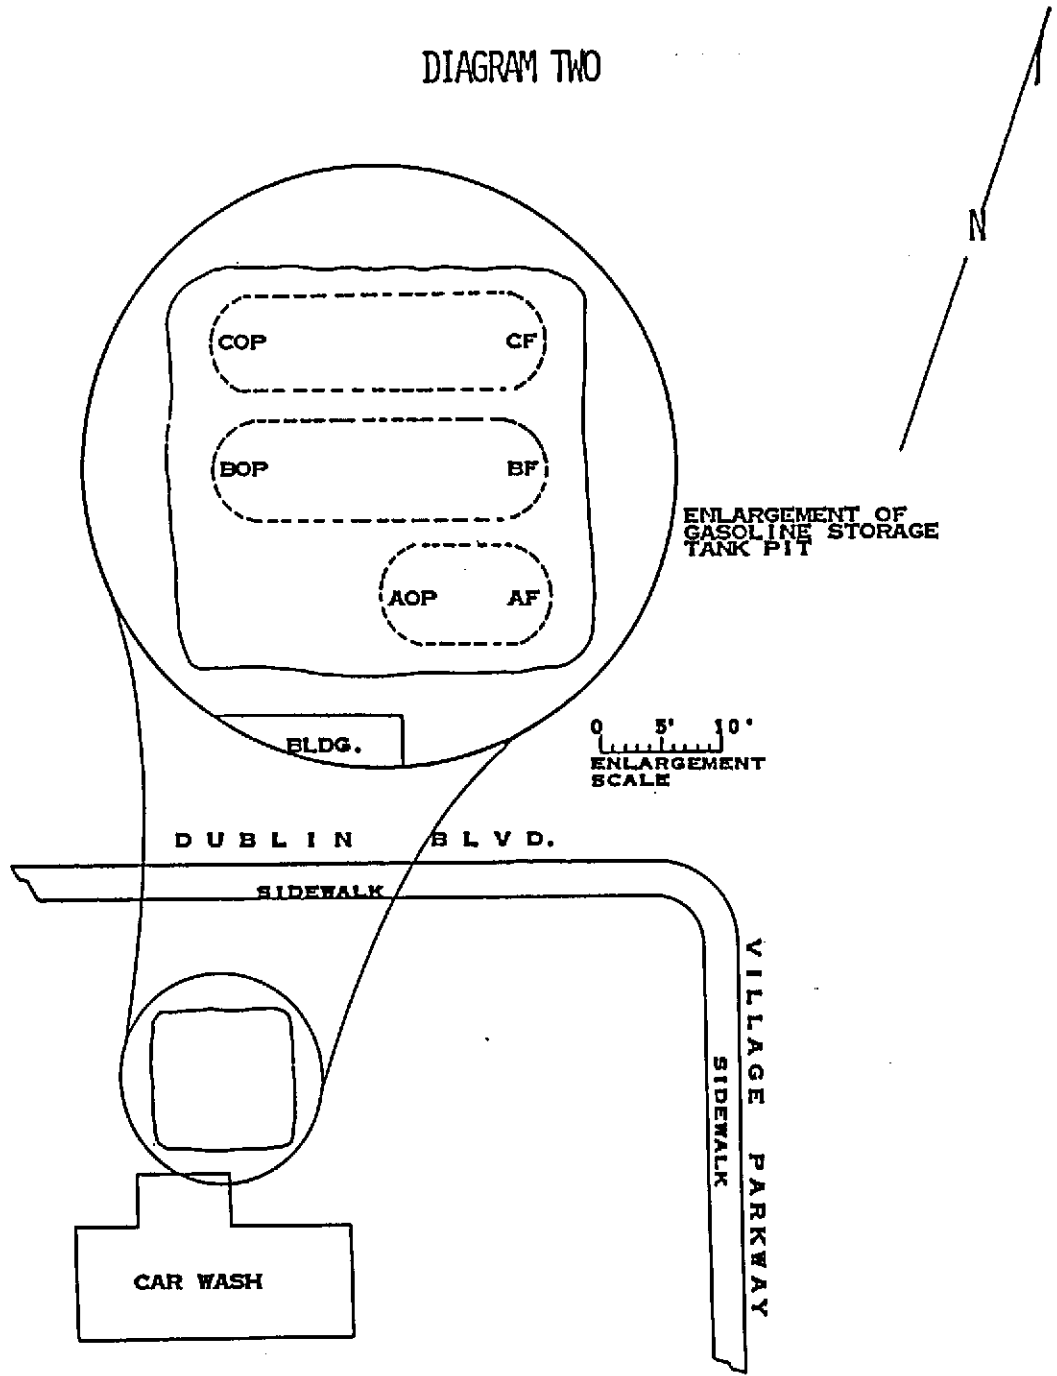 DIAGRAM TWO
N
COP CF
BOP BF
AOP AF
ENLARGEMENT OF
GASOLINE STORAGE
TANK PIT
BLDG.
0 5' 10'
ENLARGEMENT
SCALE
DUBLIN BLVD.
SIDEWALK
VILLAGE PARKWAY
SIDEWALK
CAR WASH